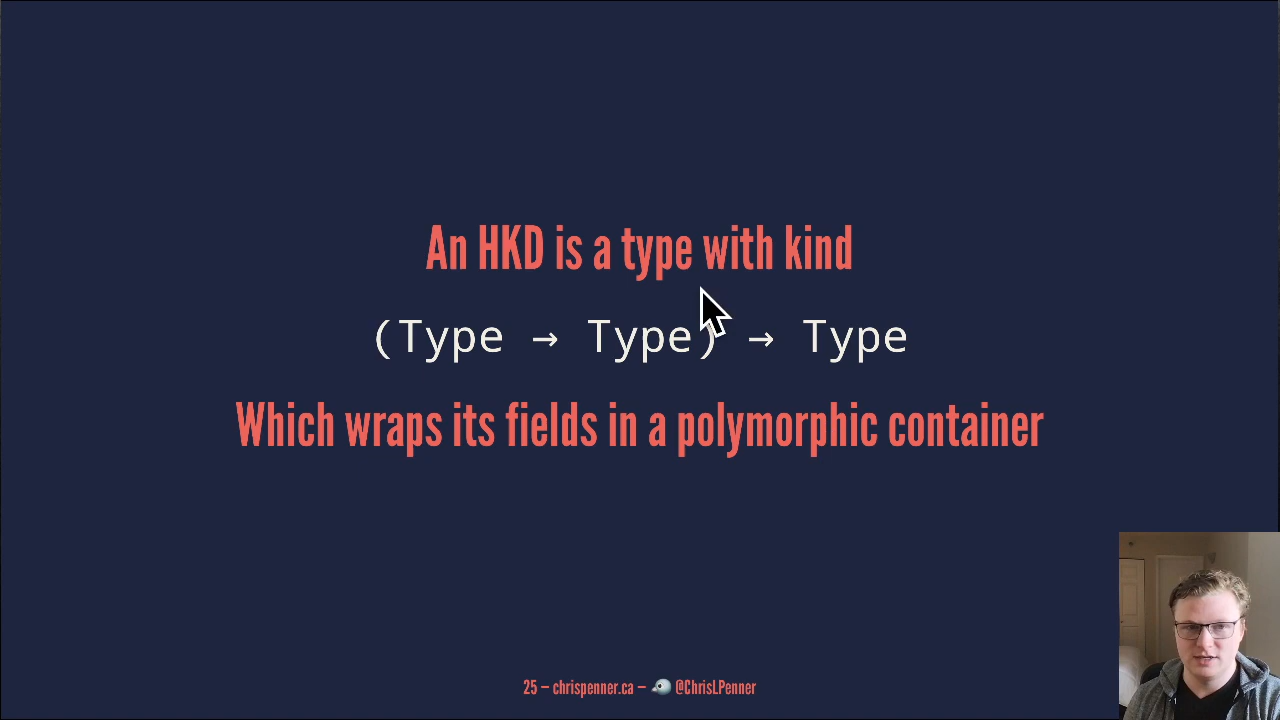 An HKD is a type with kind
(Type → Type) → Type
Which wraps its fields in a polymorphic container
25 – chrispenner.ca – 🐦 @ChrisLPenner